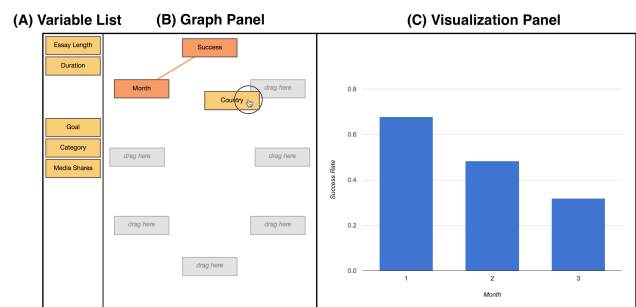 (A) Variable List (B) Graph Panel (C) Visualization Panel
Essay Length
Duration
Goal
Category
Media Shares
Success
Month
drag here
Country
drag here
drag here
drag here
drag here
drag here
Success Rate
0.8
0.6
0.4
0.2
0.0
1 2 3
Month